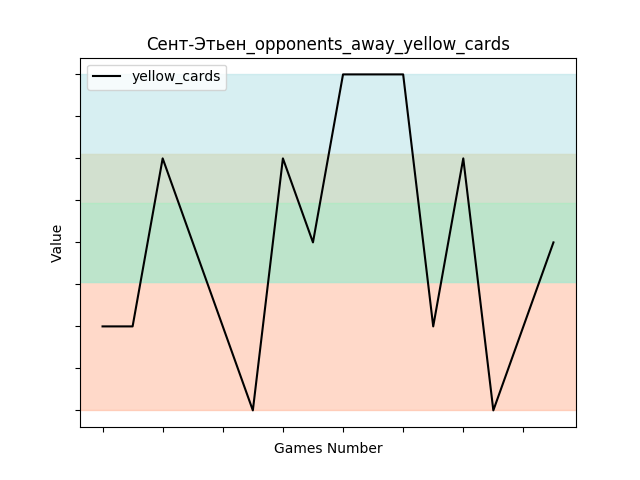 Сент-Этьен_opponents_away_yellow_cards
yellow_cards
Value
Games Number